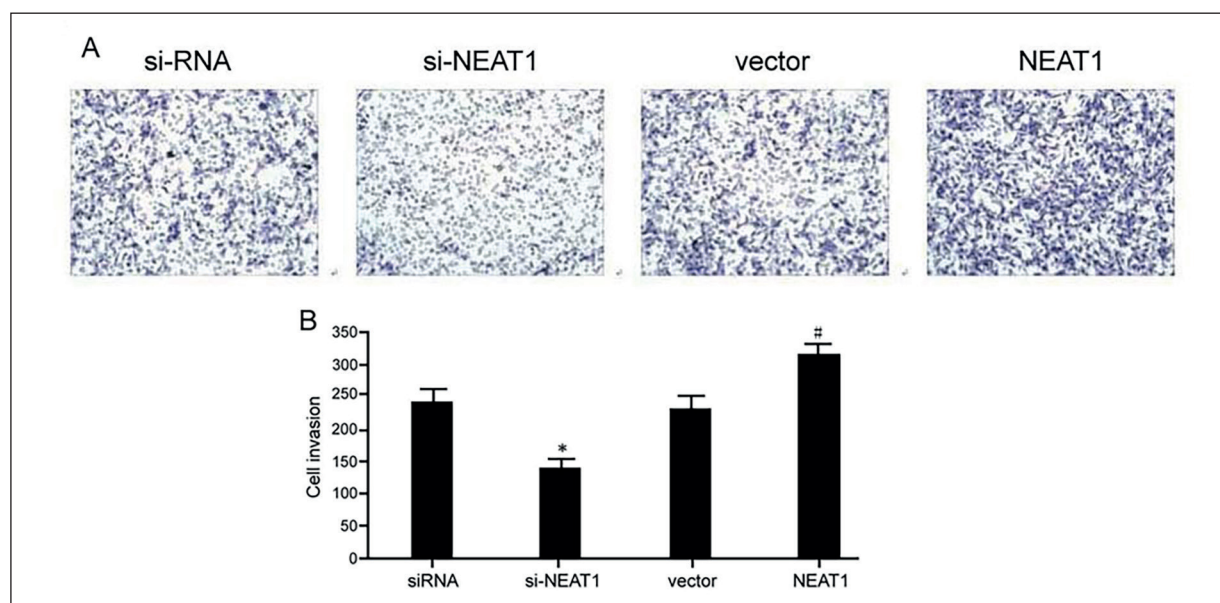 A
si-RNA si-NEAT1 vector NEAT1
B
350
300
250
200
150
100
50
0
Cell invasion
*
#
siRNA si-NEAT1 vector NEAT1